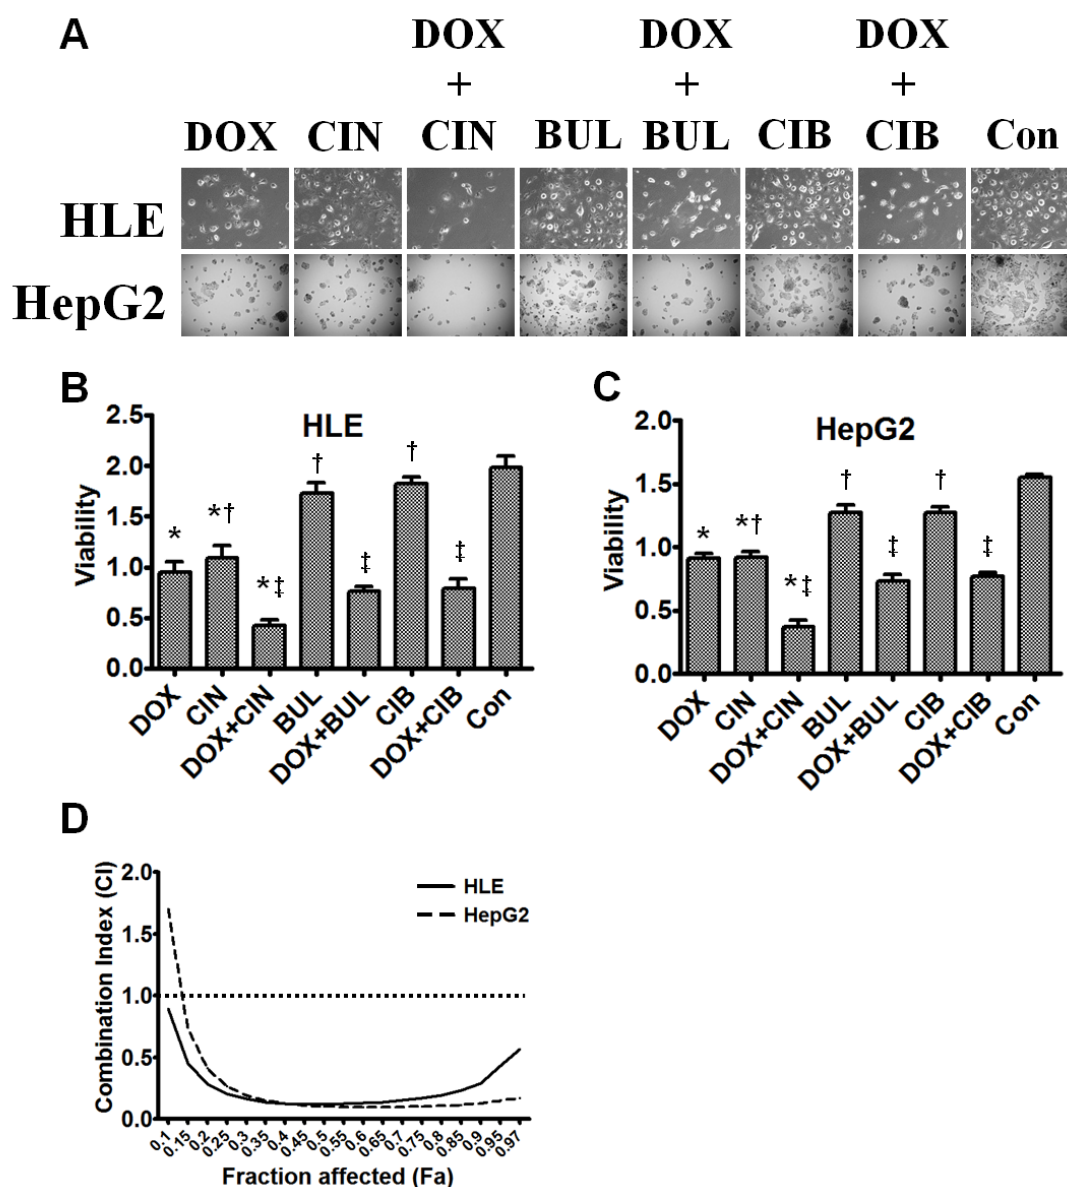 A
DOX DOX DOX
+ + +
DOX CIN CIN BUL BUL CIB CIB Con
HLE
HepG2
B
HLE
Viability
2.5
2.0
1.5
1.0
0.5
0.0
*
*†
*‡
†
‡
†
‡
DOX
CIN
DOX+CIN
BUL
DOX+BUL
CIB
DOX+CIB
Con
C
HepG2
Viability
2.0
1.5
1.0
0.5
0.0
*
*†
*‡
†
‡
†
‡
DOX
CIN
DOX+CIN
BUL
DOX+BUL
CIB
DOX+CIB
Con
D
Combination Index (CI)
2.0
1.5
1.0
0.5
0.0
HLE
HepG2
0.1
0.15
0.2
0.25
0.3
0.35
0.4
0.45
0.5
0.55
0.6
0.65
0.7
0.75
0.8
0.85
0.9
0.95
0.97
Fraction affected (Fa)